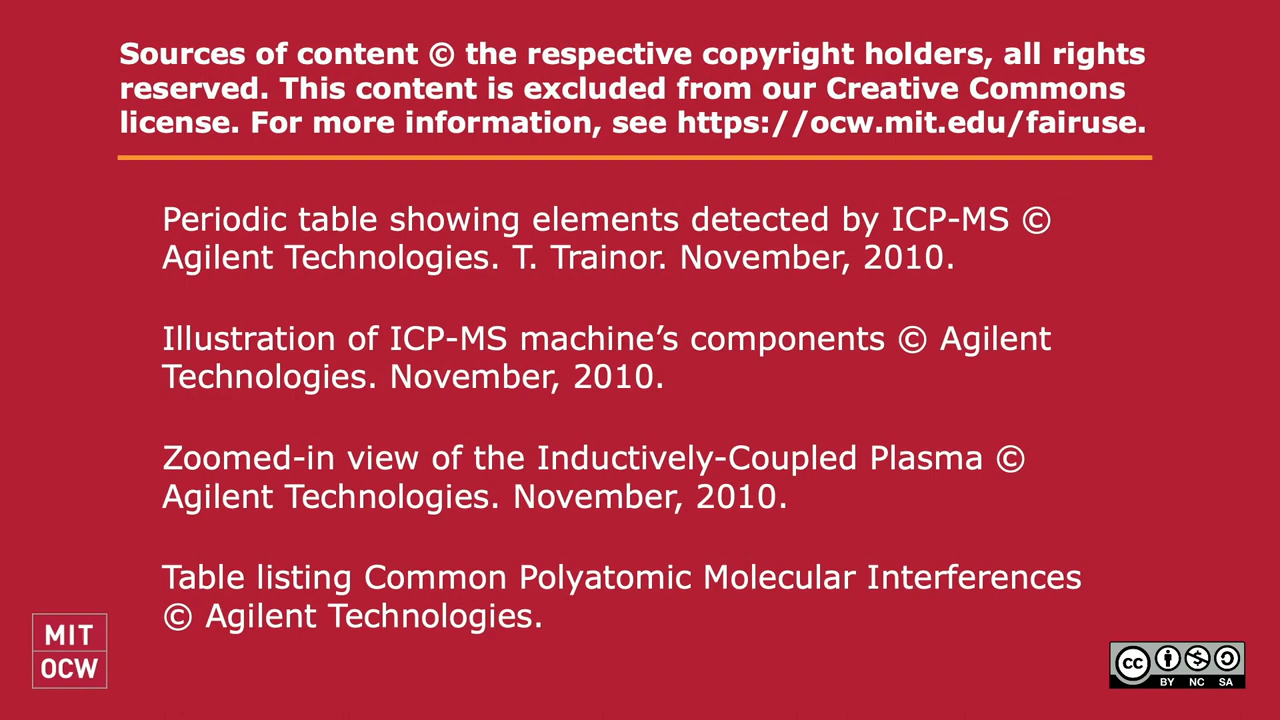 Sources of content © the respective copyright holders, all rights
reserved. This content is excluded from our Creative Commons
license. For more information, see https://ocw.mit.edu/fairuse.
Periodic table showing elements detected by ICP-MS ©
Agilent Technologies. T. Trainor. November, 2010.
Illustration of ICP-MS machine’s components © Agilent
Technologies. November, 2010.
Zoomed-in view of the Inductively-Coupled Plasma ©
Agilent Technologies. November, 2010.
Table listing Common Polyatomic Molecular Interferences
© Agilent Technologies.
MIT
OCW
cc
BY NC SA